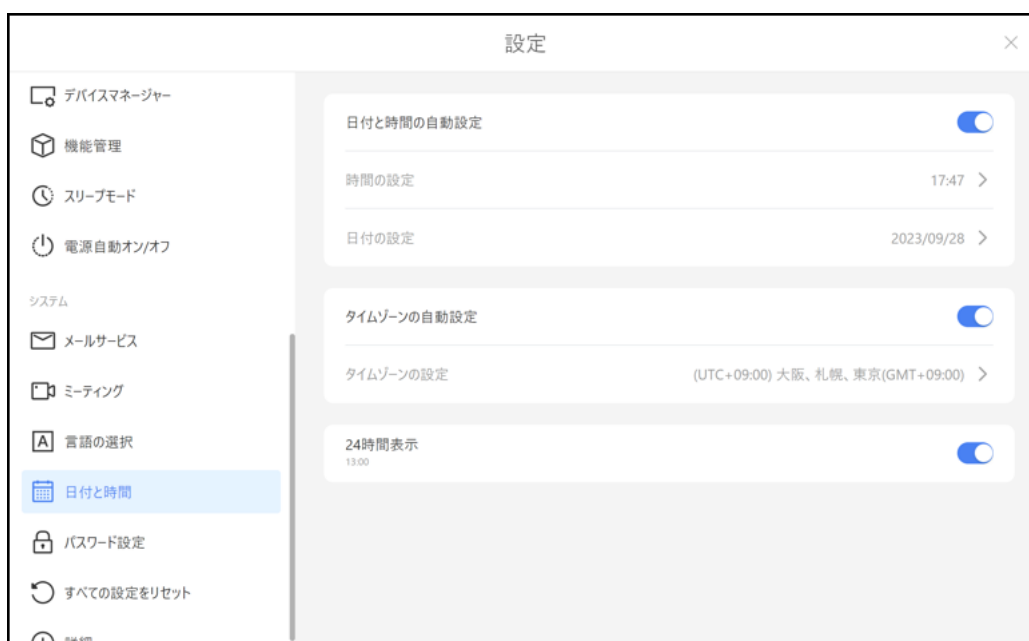 設定
デバイスマネージャー
機能管理
スリープモード
電源自動オン/オフ
システム
メールサービス
ミーティング
言語の選択
日付と時間
パスワード設定
すべての設定をリセット
日付と時間の自動設定
時間の設定 17:47
日付の設定 2023/09/28
タイムゾーンの自動設定
タイムゾーンの設定 (UTC+09:00) 大阪、札幌、東京(GMT+09:00)
24時間表示
13:00